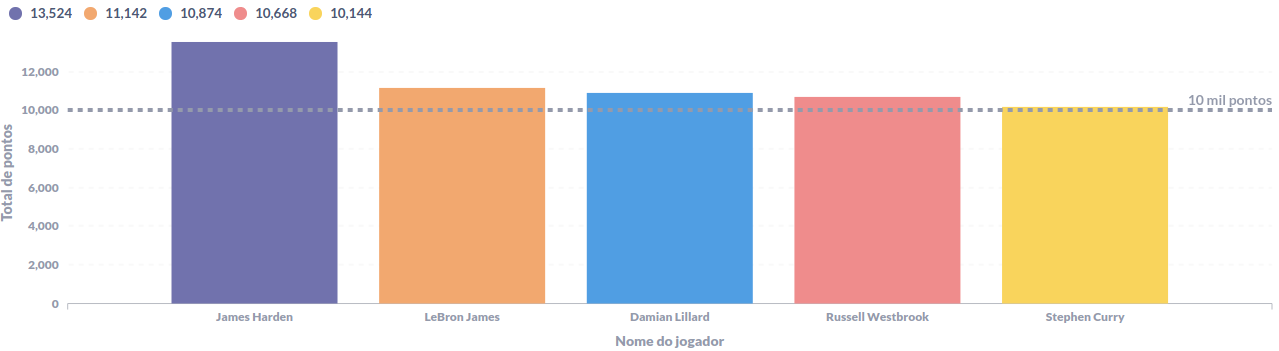 13,524 11,142 10,874 10,668 10,144
12,000
10 mil pontos
10,000
8,000
6,000
4,000
2,000
0
Total de pontos
James Harden LeBron James Damian Lillard Russell Westbrook Stephen Curry
Nome do jogador